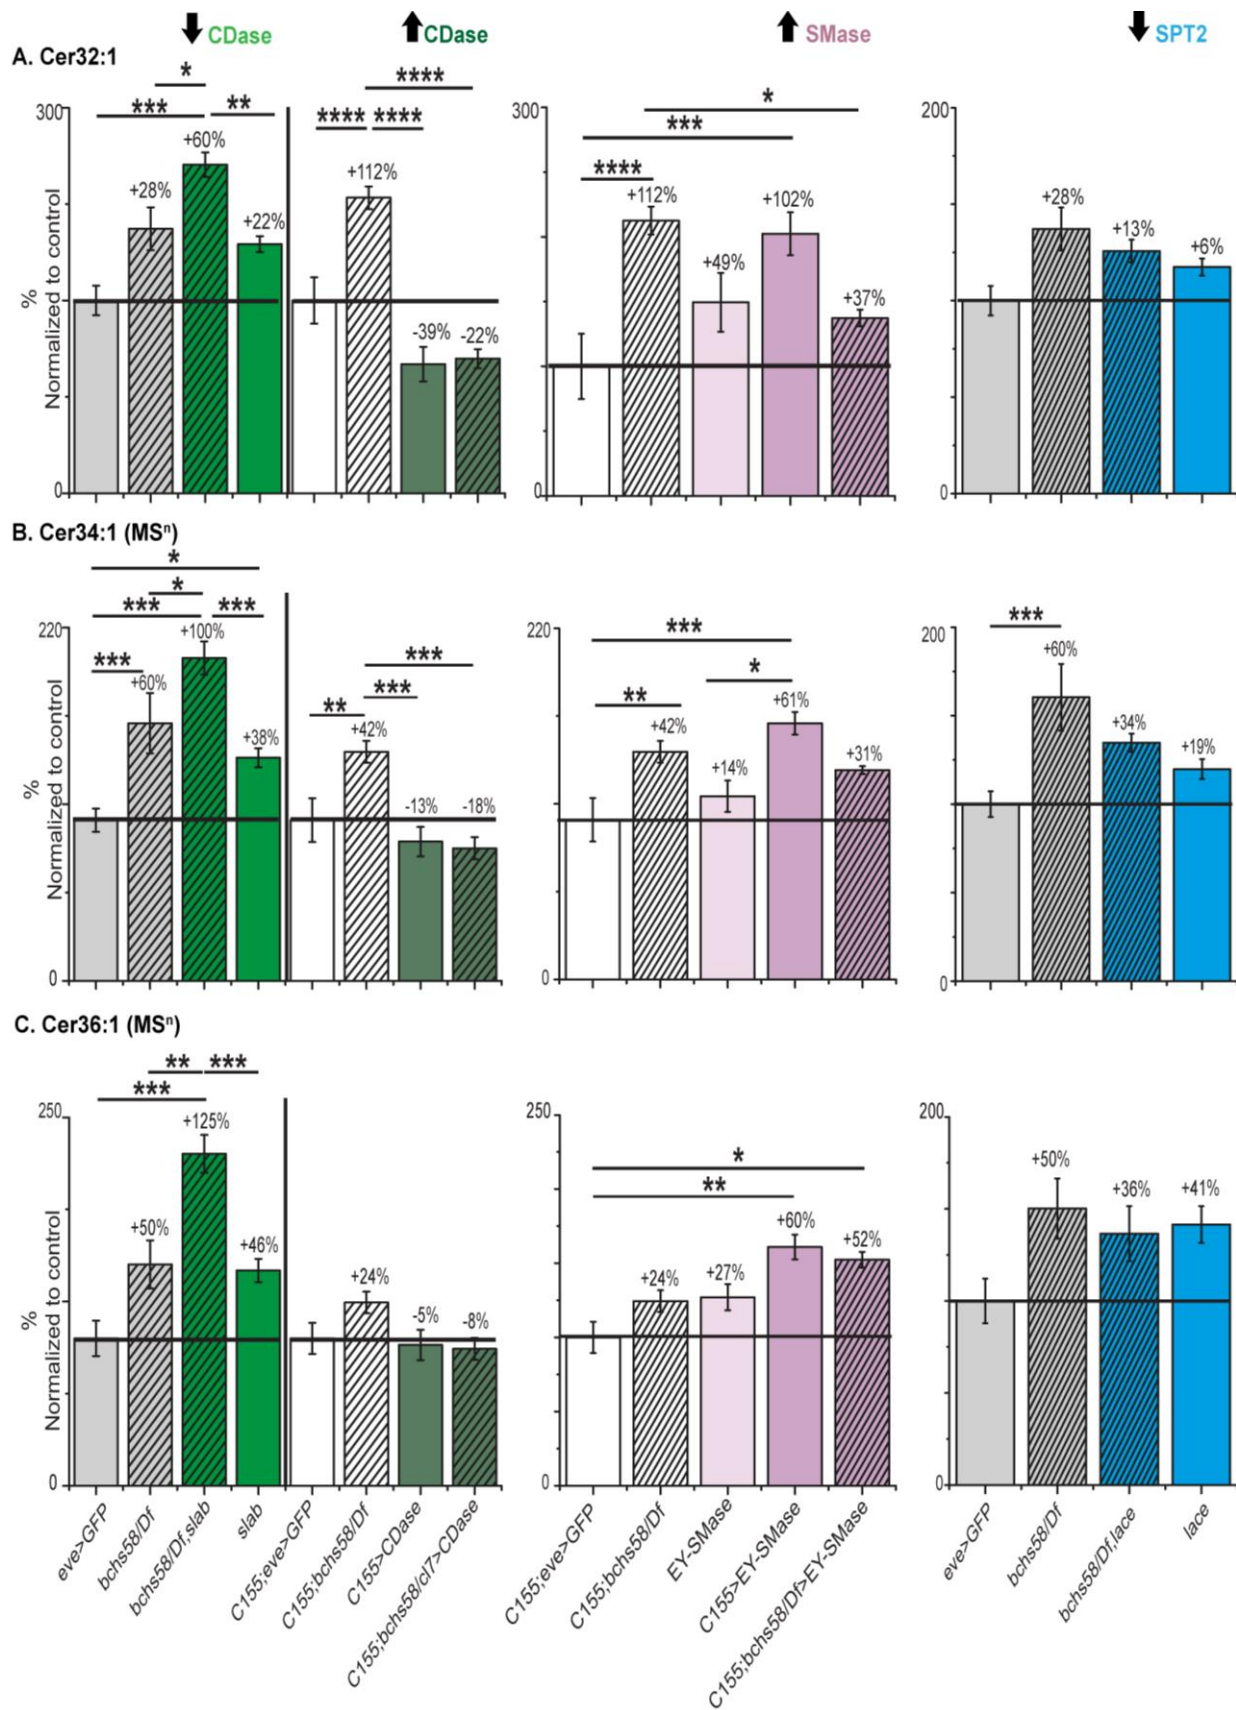 CDase CDase SMase SPT2
A. Cer32:1
**** *
* *** ** *** **** ****
300 +60% 300 **** 200
+28% +112% +112% +102% +28%
+22% +49% +13% +6%
% Normalized to control
-39% -22% +37%
0 0 0
B. Cer34:1 (MSⁿ)
*
* *** *** *** ***
220 +100% 220 * 200
*** +60% ** *** ** +61% +60%
+38% +42% +42% +14% +31% +34% +19%
% Normalized to control
-13% -18%
0 0 0
C. Cer36:1 (MSⁿ)
** ***
***
250 +125% 250 200
* **
+50% +46% +60% +52% +50% +36% +41%
+24% +24% +27%
% Normalized to control
-5% -8%
0 0 0
eve>GFP
bchs58/Df
bchs58/Df,slab
slab
C155;eve>GFP
C155;bchs58/Df
C155>CDase
C155;bchs58/cl7>CDase
C155;eve>GFP
C155;bchs58/Df
EY-SMase
C155>EY-SMase
C155;bchs58/Df>EY-SMase
eve>GFP
bchs58/Df
bchs58/Df,lace
lace